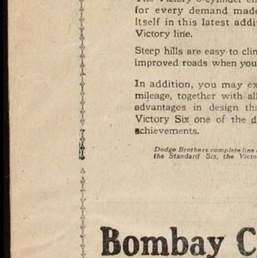 The Victory 6-cylinder en
for every demand made
itself in this latest addi
Victory line.
Steep hills are easy to clim
improved roads when you
In addition, you may ex
mileage, together with all
advantages in design tha
Victory Six one of the d
achievements.
Dodge Brothers complete line
the Standard Six, the Victo
Bombay C